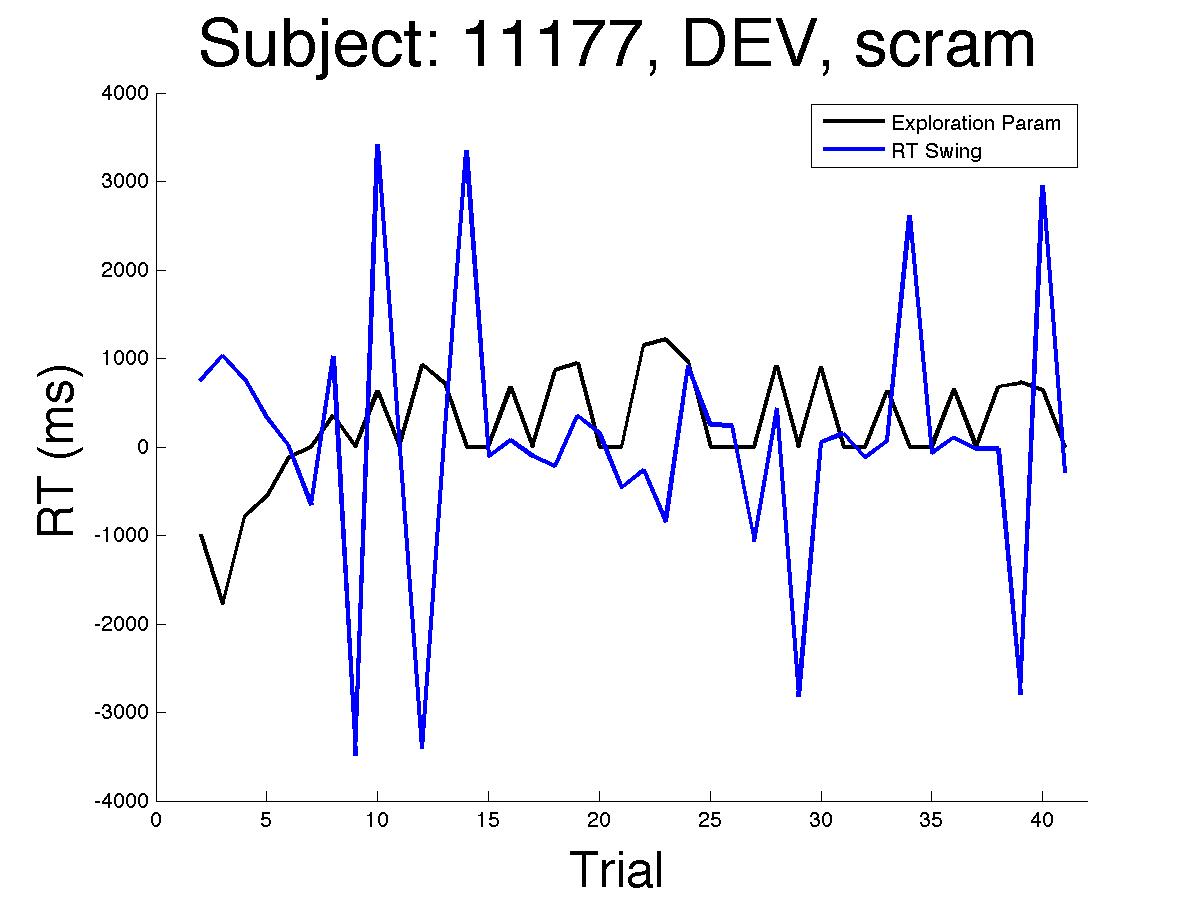 Subject: 11177, DEV, scram
4000
3000
2000
1000
0
-1000
-2000
-3000
-4000
RT (ms)
Exploration Param
RT Swing
0 5 10 15 20 25 30 35 40
Trial